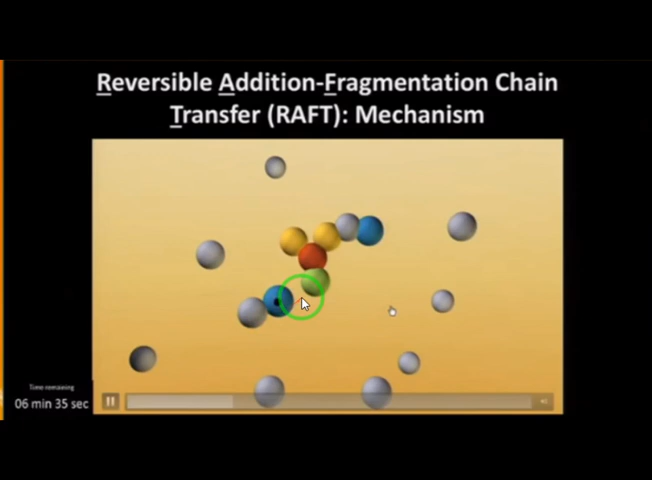 Reversible Addition-Fragmentation Chain
Transfer (RAFT): Mechanism
Time remaining
06 min 35 sec